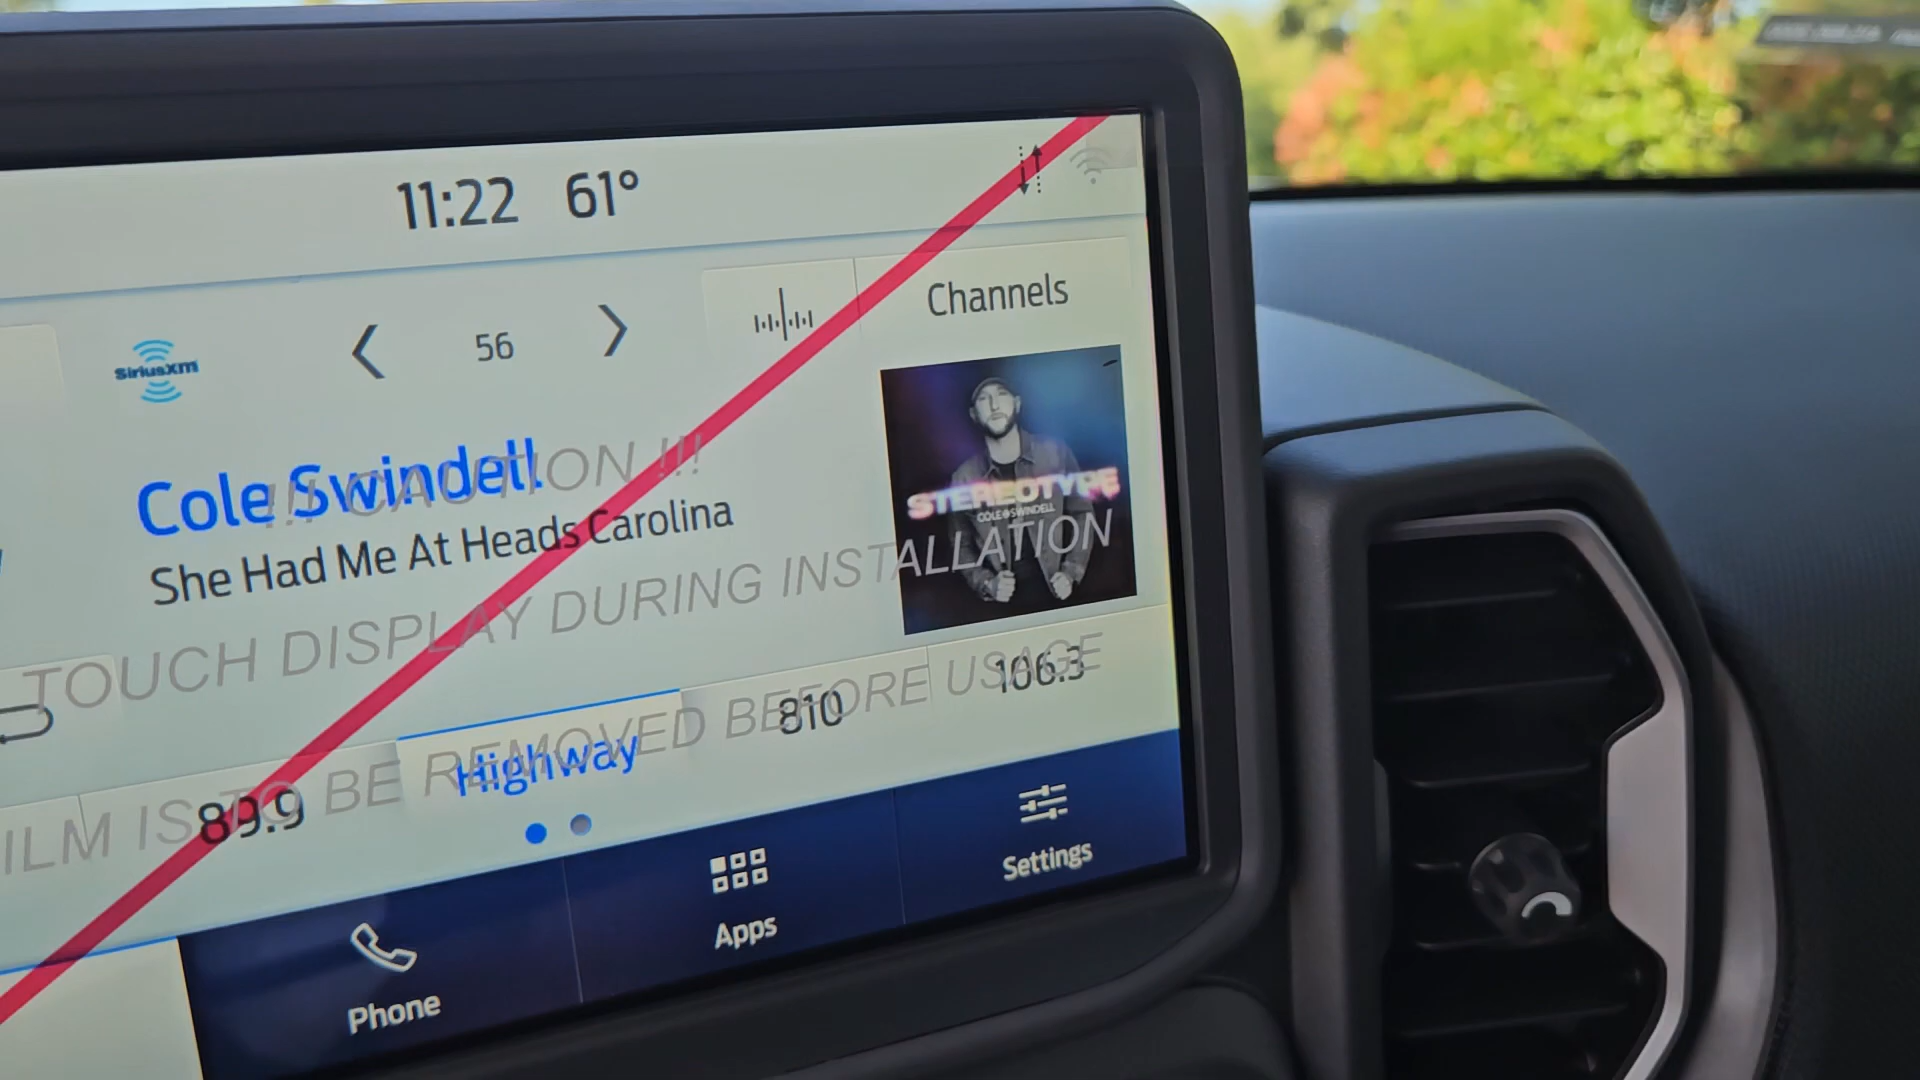 11:22 61°
SiriusXM
56
Channels
Cole Swindell
She Had Me At Heads Carolina
STEREOTYPE
COLE SWINDELL
!!! CAUTION !!!
TOUCH DISPLAY DURING INSTALLATION
FILM IS TO BE REMOVED BEFORE USAGE
89.9
Highway
810
106.3
Phone
Apps
Settings